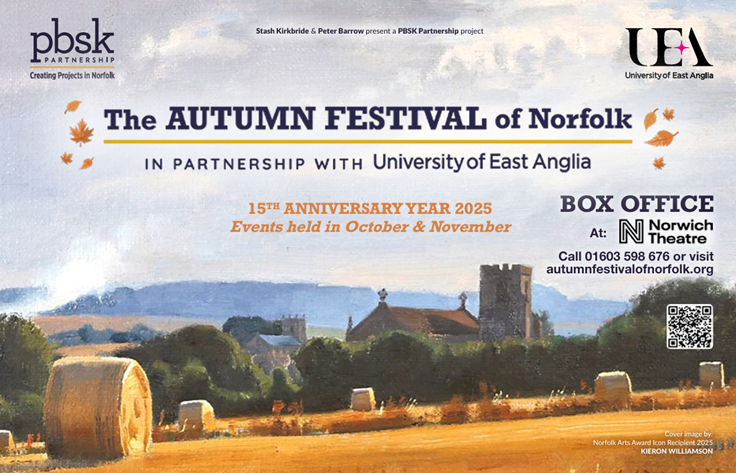 Stash Kirkbride & Peter Barrow present a PBSK Partnership project
pbsk
PARTNERSHIP
Creating Projects in Norfolk
UEA
University of East Anglia
The AUTUMN FESTIVAL of Norfolk
IN PARTNERSHIP WITH University of East Anglia
15TH ANNIVERSARY YEAR 2025
Events held in October & November
BOX OFFICE
At: N Norwich
Theatre
Call 01603 598 676 or visit
autumnfestivalofnorfolk.org
Cover image by:
Norfolk Arts Award Icon Recipient 2025
KIERON WILLIAMSON